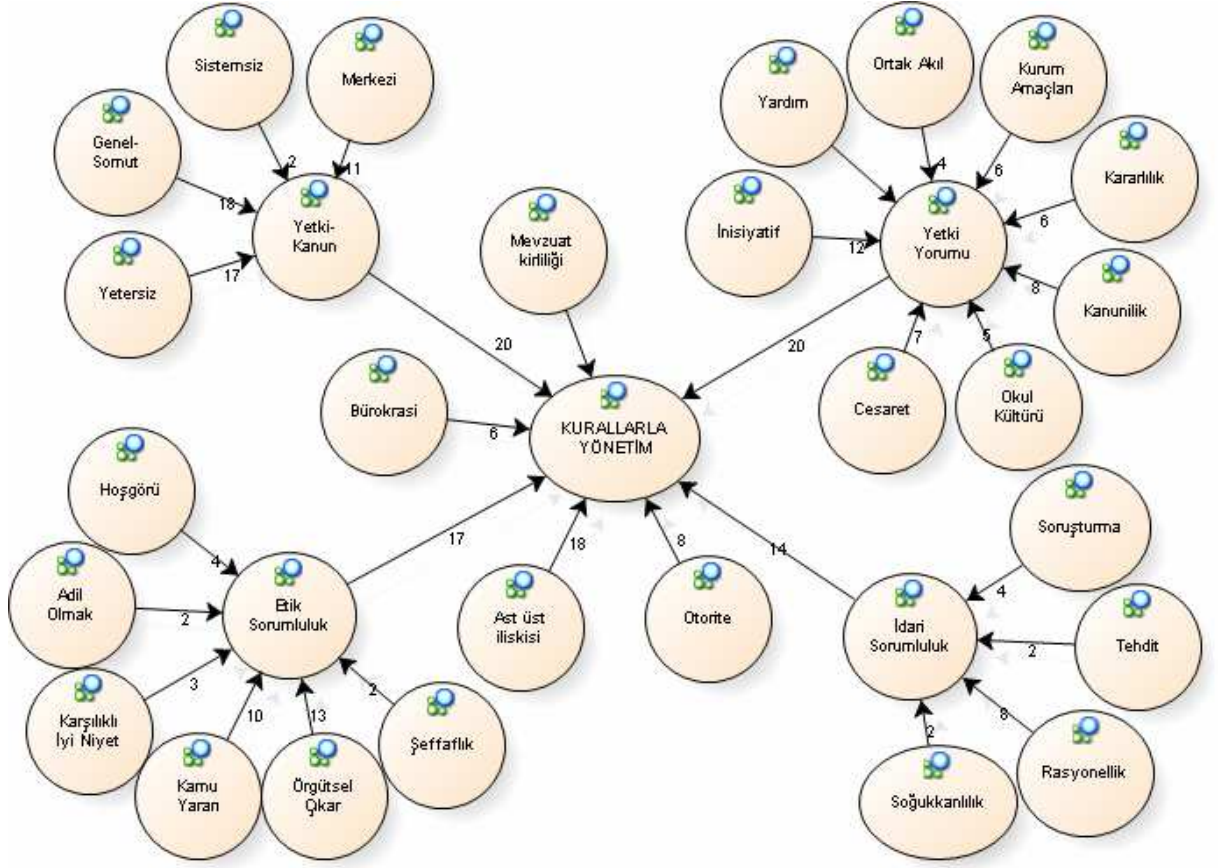 Sistemsiz
Merkezi
Genel-
Somut
Yetersiz
2
11
18
17
Yetki-
Kanun
20
Mevzuat
kirliliği
Yardım
Ortak Akıl
Kurum
Amaçları
Kararlılık
İnisiyatif
4
6
6
12
8
7
5
Yetki
Yorumu
Kanunilik
Cesaret
Okul
Kültürü
20
Bürokrasi
6
KURALLARLA
YÖNETİM
Hoşgörü
4
Adil
Olmak
2
Etik
Sorumluluk
17
Karşılıklı
İyi Niyet
3
Kamu
Yararı
10
Örgütsel
Çıkar
13
Şeffaflık
2
Ast üst
iliskisi
18
Otorite
8
14
İdari
Sorumluluk
Soruşturma
4
Tehdit
2
Rasyonellik
8
Soğukkanlılık
2